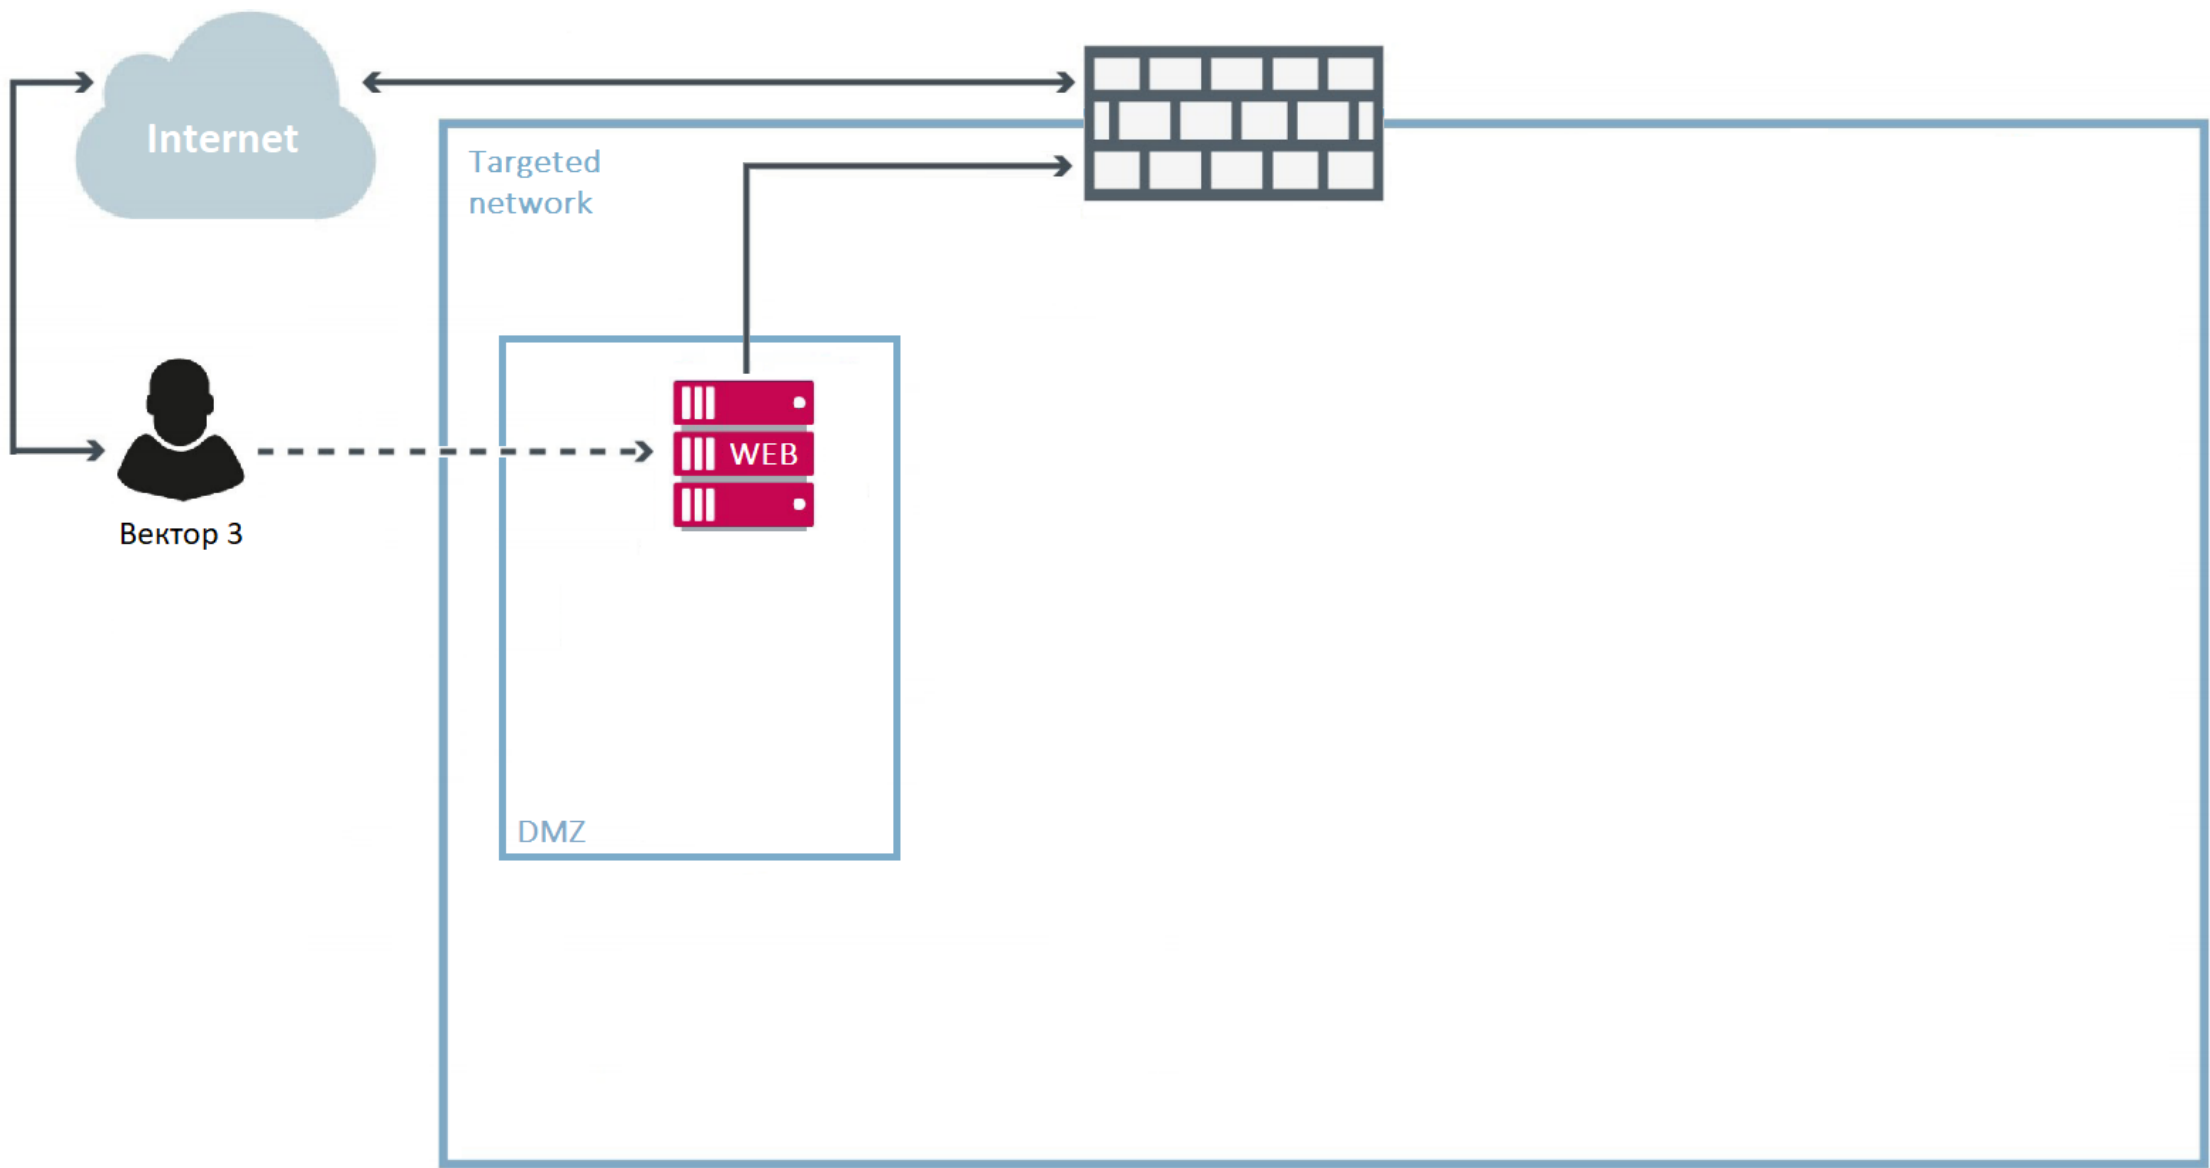 Internet
Targeted
network
WEB
Вектор 3
DMZ